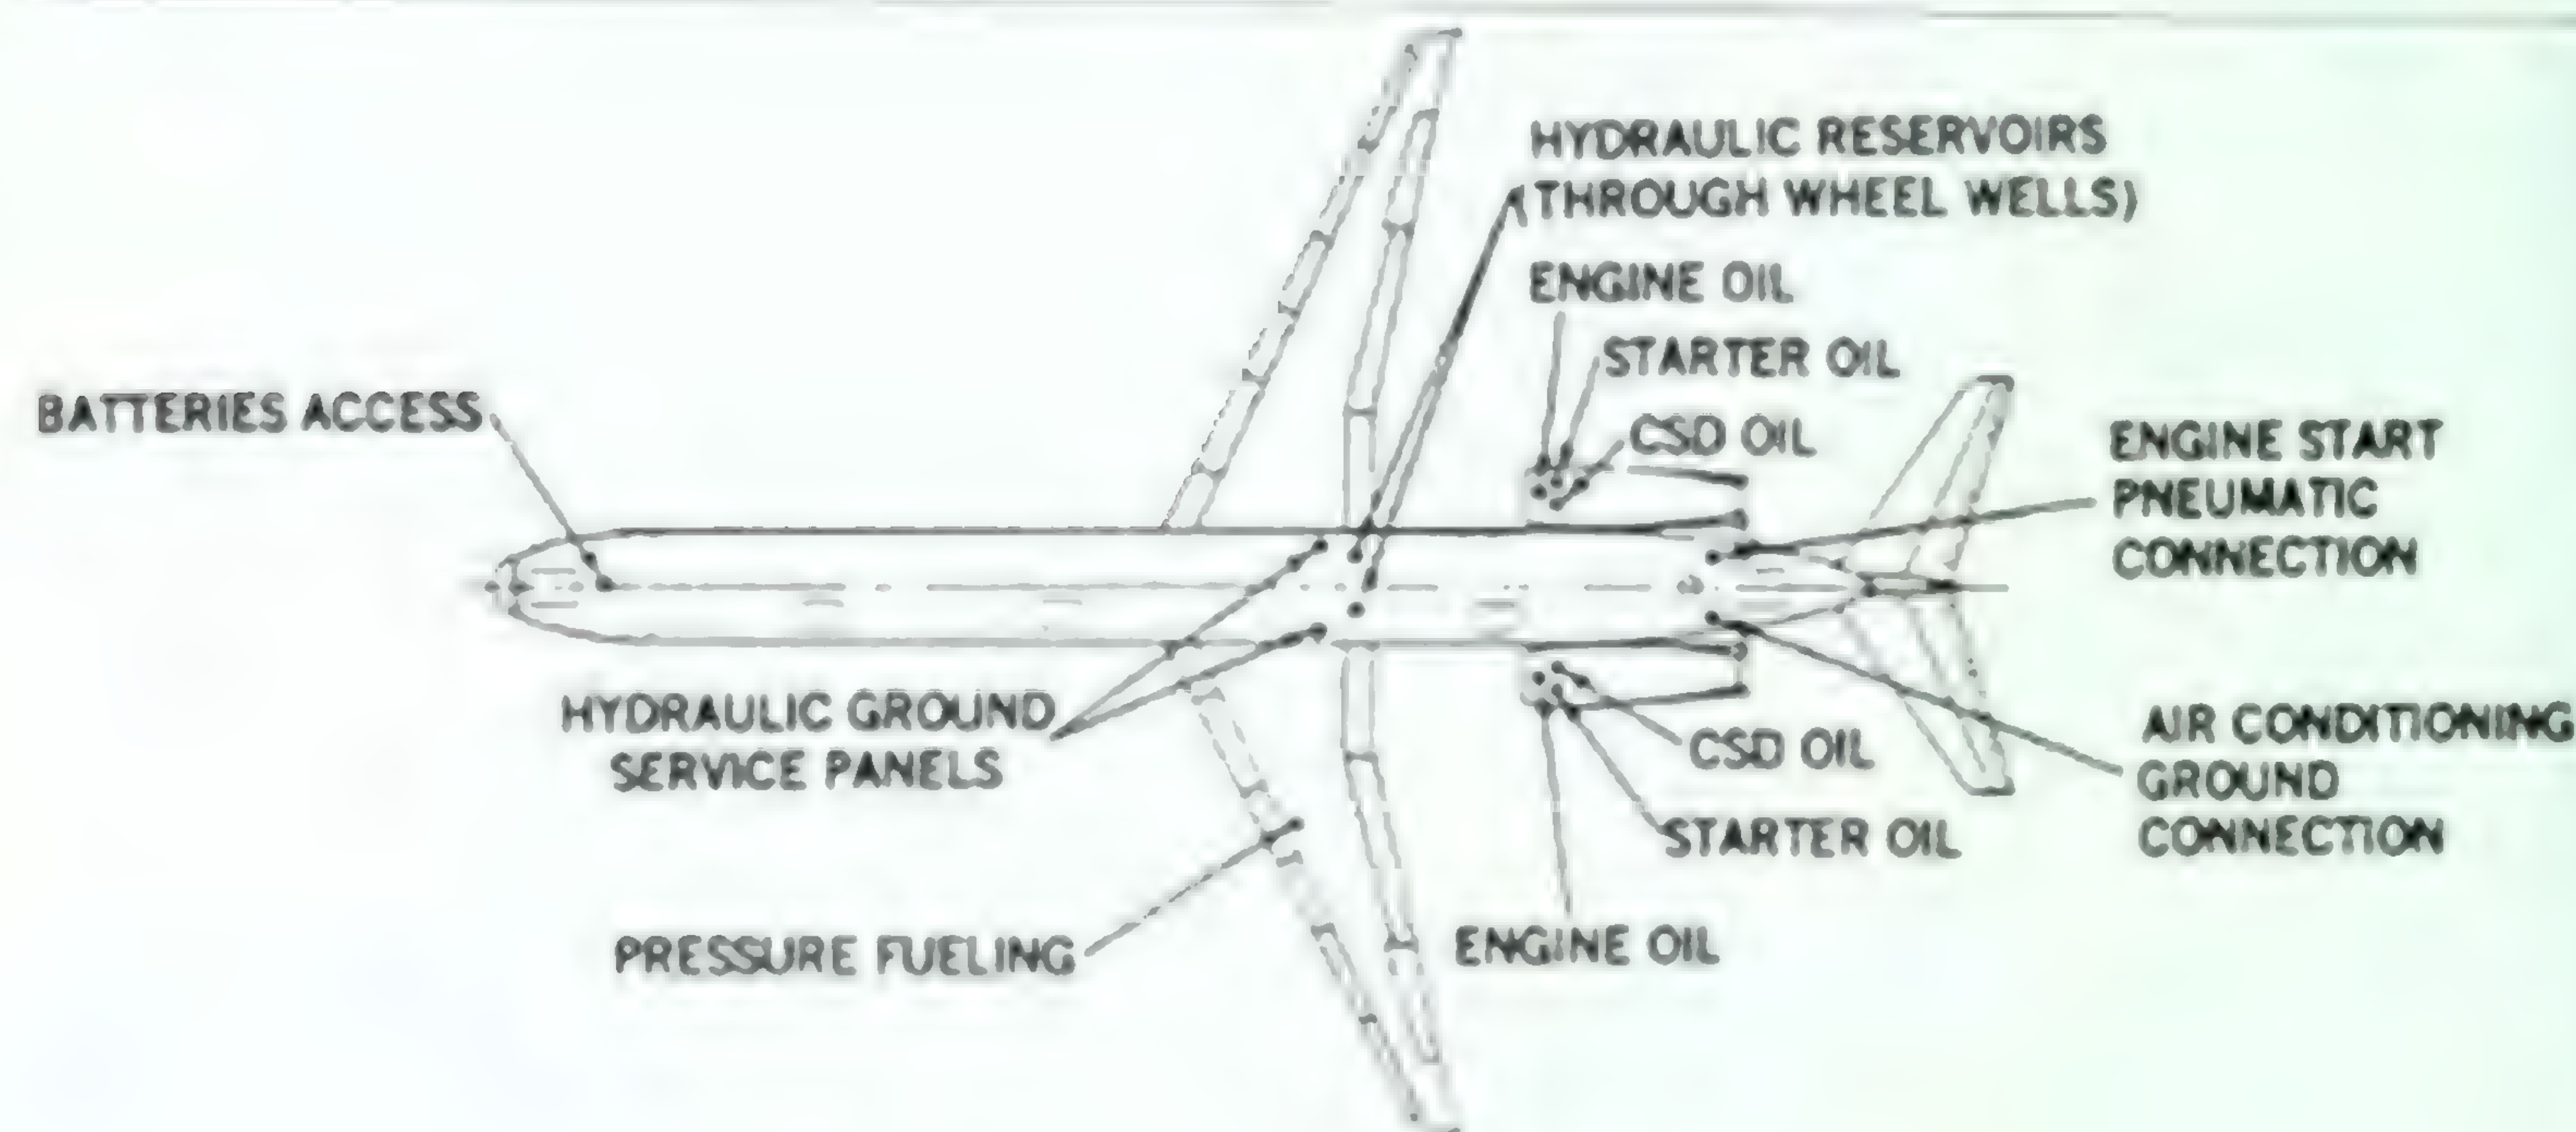 HYDRAULIC RESERVOIRS
(THROUGH WHEEL WELLS)
ENGINE OIL
STARTER OIL
CSD OIL
BATTERIES ACCESS
ENGINE START
PNEUMATIC
CONNECTION
HYDRAULIC GROUND
SERVICE PANELS
AIR CONDITIONING
GROUND
CONNECTION
CSD OIL
STARTER OIL
PRESSURE FUELING
ENGINE OIL